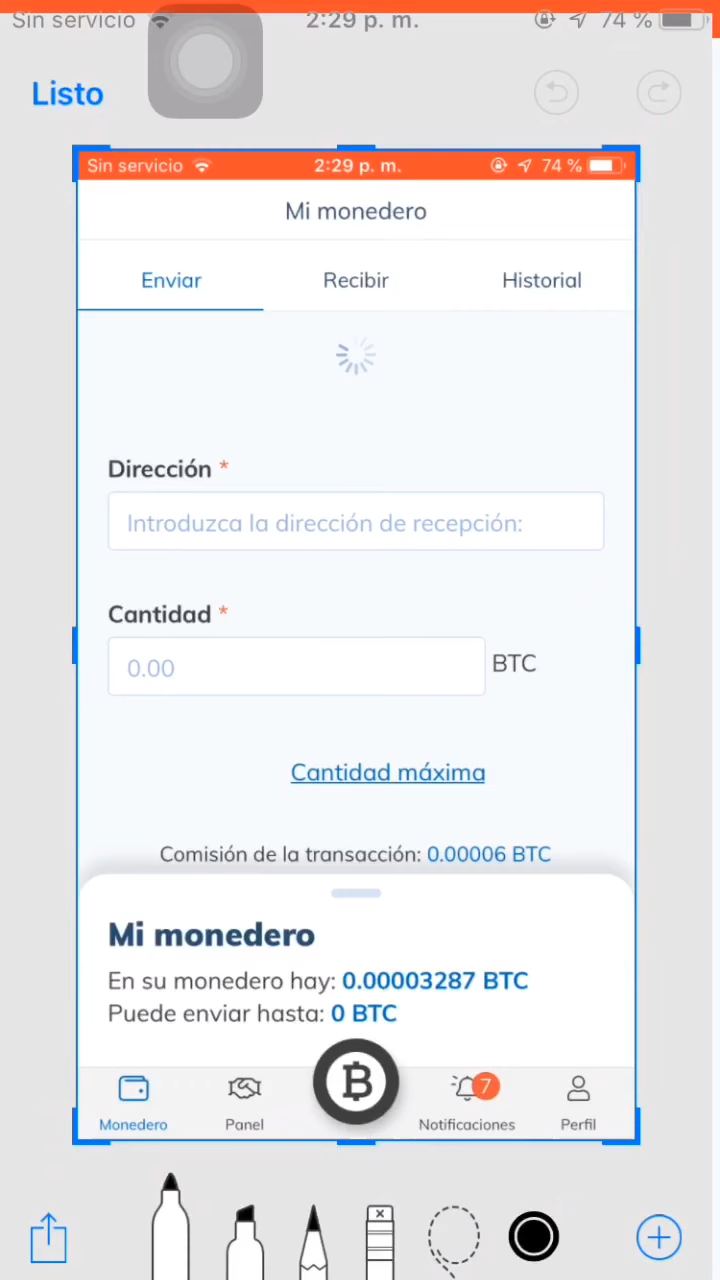 Sin servicio 2:29 p. m. 74 %
Listo
Sin servicio 2:29 p. m. 74 %
Mi monedero
Enviar Recibir Historial
Dirección *
Introduzca la dirección de recepción:
Cantidad *
0.00 BTC
Cantidad máxima
Comisión de la transacción: 0.00006 BTC
Mi monedero
En su monedero hay: 0.00003287 BTC
Puede enviar hasta: 0 BTC
7
Monedero Panel Notificaciones Perfil